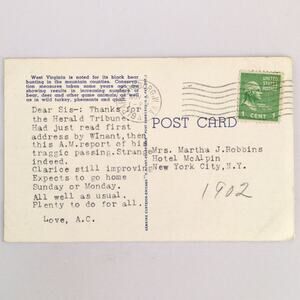 West Virginia is noted for its black bear
hunting in the mountain counties. Conserva-
tion measures taken some years ago are
showing results in increasing numbers of
bear, deer and other game animals, as well
as in wild turkey, pheasants and quail.
Dear Sis-: Thanks for
the Herald Tribune.
Had just read first
address by WInant,then
this A.M.report of his
traggic passing.Strange
indeed.
Clarice still improving
Expects to go home
Sunday or Monday.
All well as usual.
Plenty to do for all.
Love, A.C.
POST CARD
UNITED STATES
POSTAGE
1 CENT 1
Mrs. Martha J.Robbins
Hotel McAlpin
New York City,N.Y.
1902